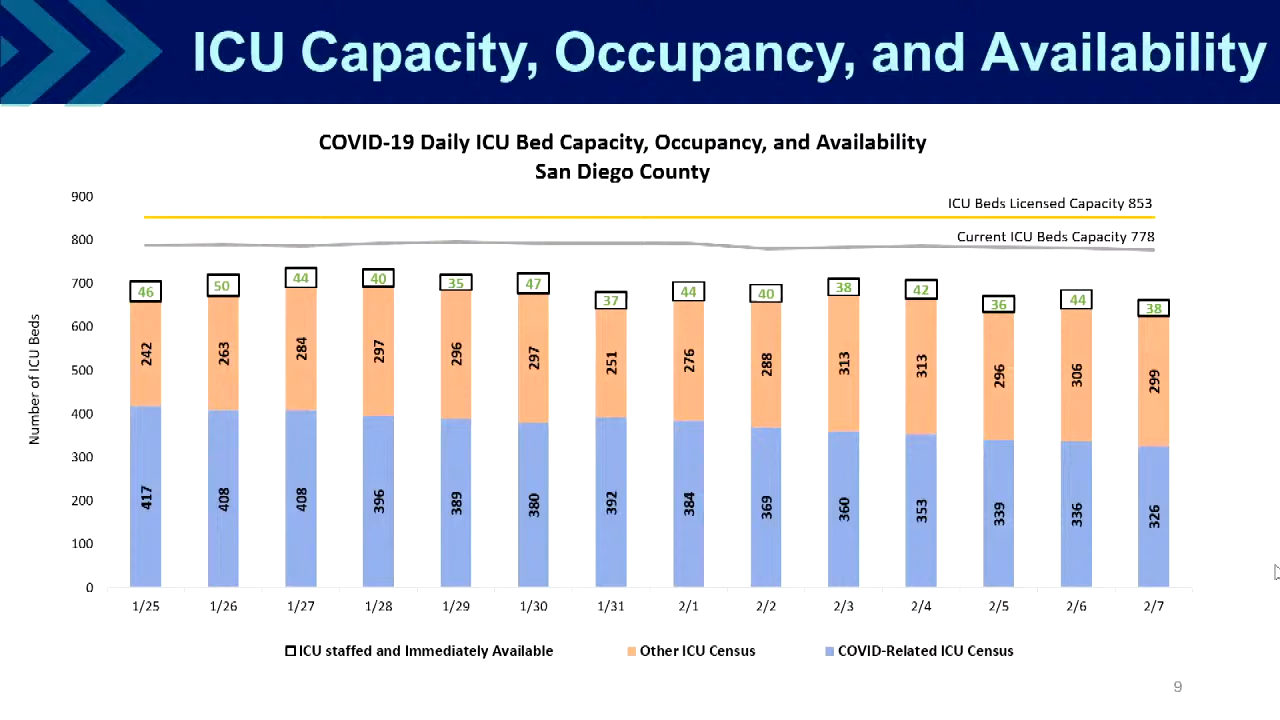 ICU Capacity, Occupancy, and Availability
COVID-19 Daily ICU Bed Capacity, Occupancy, and Availability
San Diego County
900
800
700
600
500
400
300
200
100
0
Number of ICU Beds
ICU Beds Licensed Capacity 853
Current ICU Beds Capacity 778
46 50 44 40 35 47 37 44 40 38 42 36 44 38
242 263 284 297 296 297 251 276 288 313 313 296 306 299
417 408 408 396 389 380 392 384 369 360 353 339 336 326
1/25 1/26 1/27 1/28 1/29 1/30 1/31 2/1 2/2 2/3 2/4 2/5 2/6 2/7
ICU staffed and Immediately Available Other ICU Census COVID-Related ICU Census
9